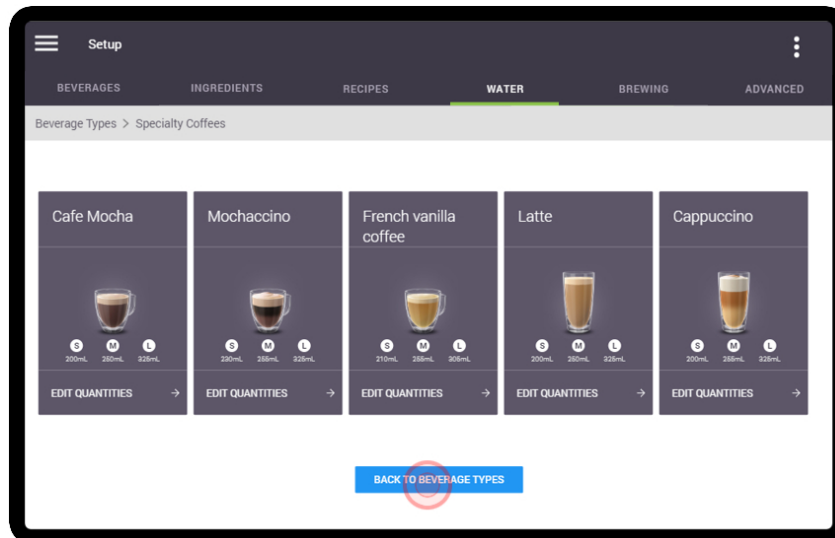 Setup
BEVERAGES INGREDIENTS RECIPES WATER BREWING ADVANCED
Beverage Types > Specialty Coffees
Cafe Mocha
S M L
200mL 250mL 325mL
EDIT QUANTITIES →
Mochaccino
S M L
230mL 255mL 325mL
EDIT QUANTITIES →
French vanilla
coffee
S M L
210mL 255mL 305mL
EDIT QUANTITIES →
Latte
S M L
200mL 250mL 325mL
EDIT QUANTITIES →
Cappuccino
S M L
200mL 255mL 325mL
EDIT QUANTITIES →
BACK TO BEVERAGE TYPES